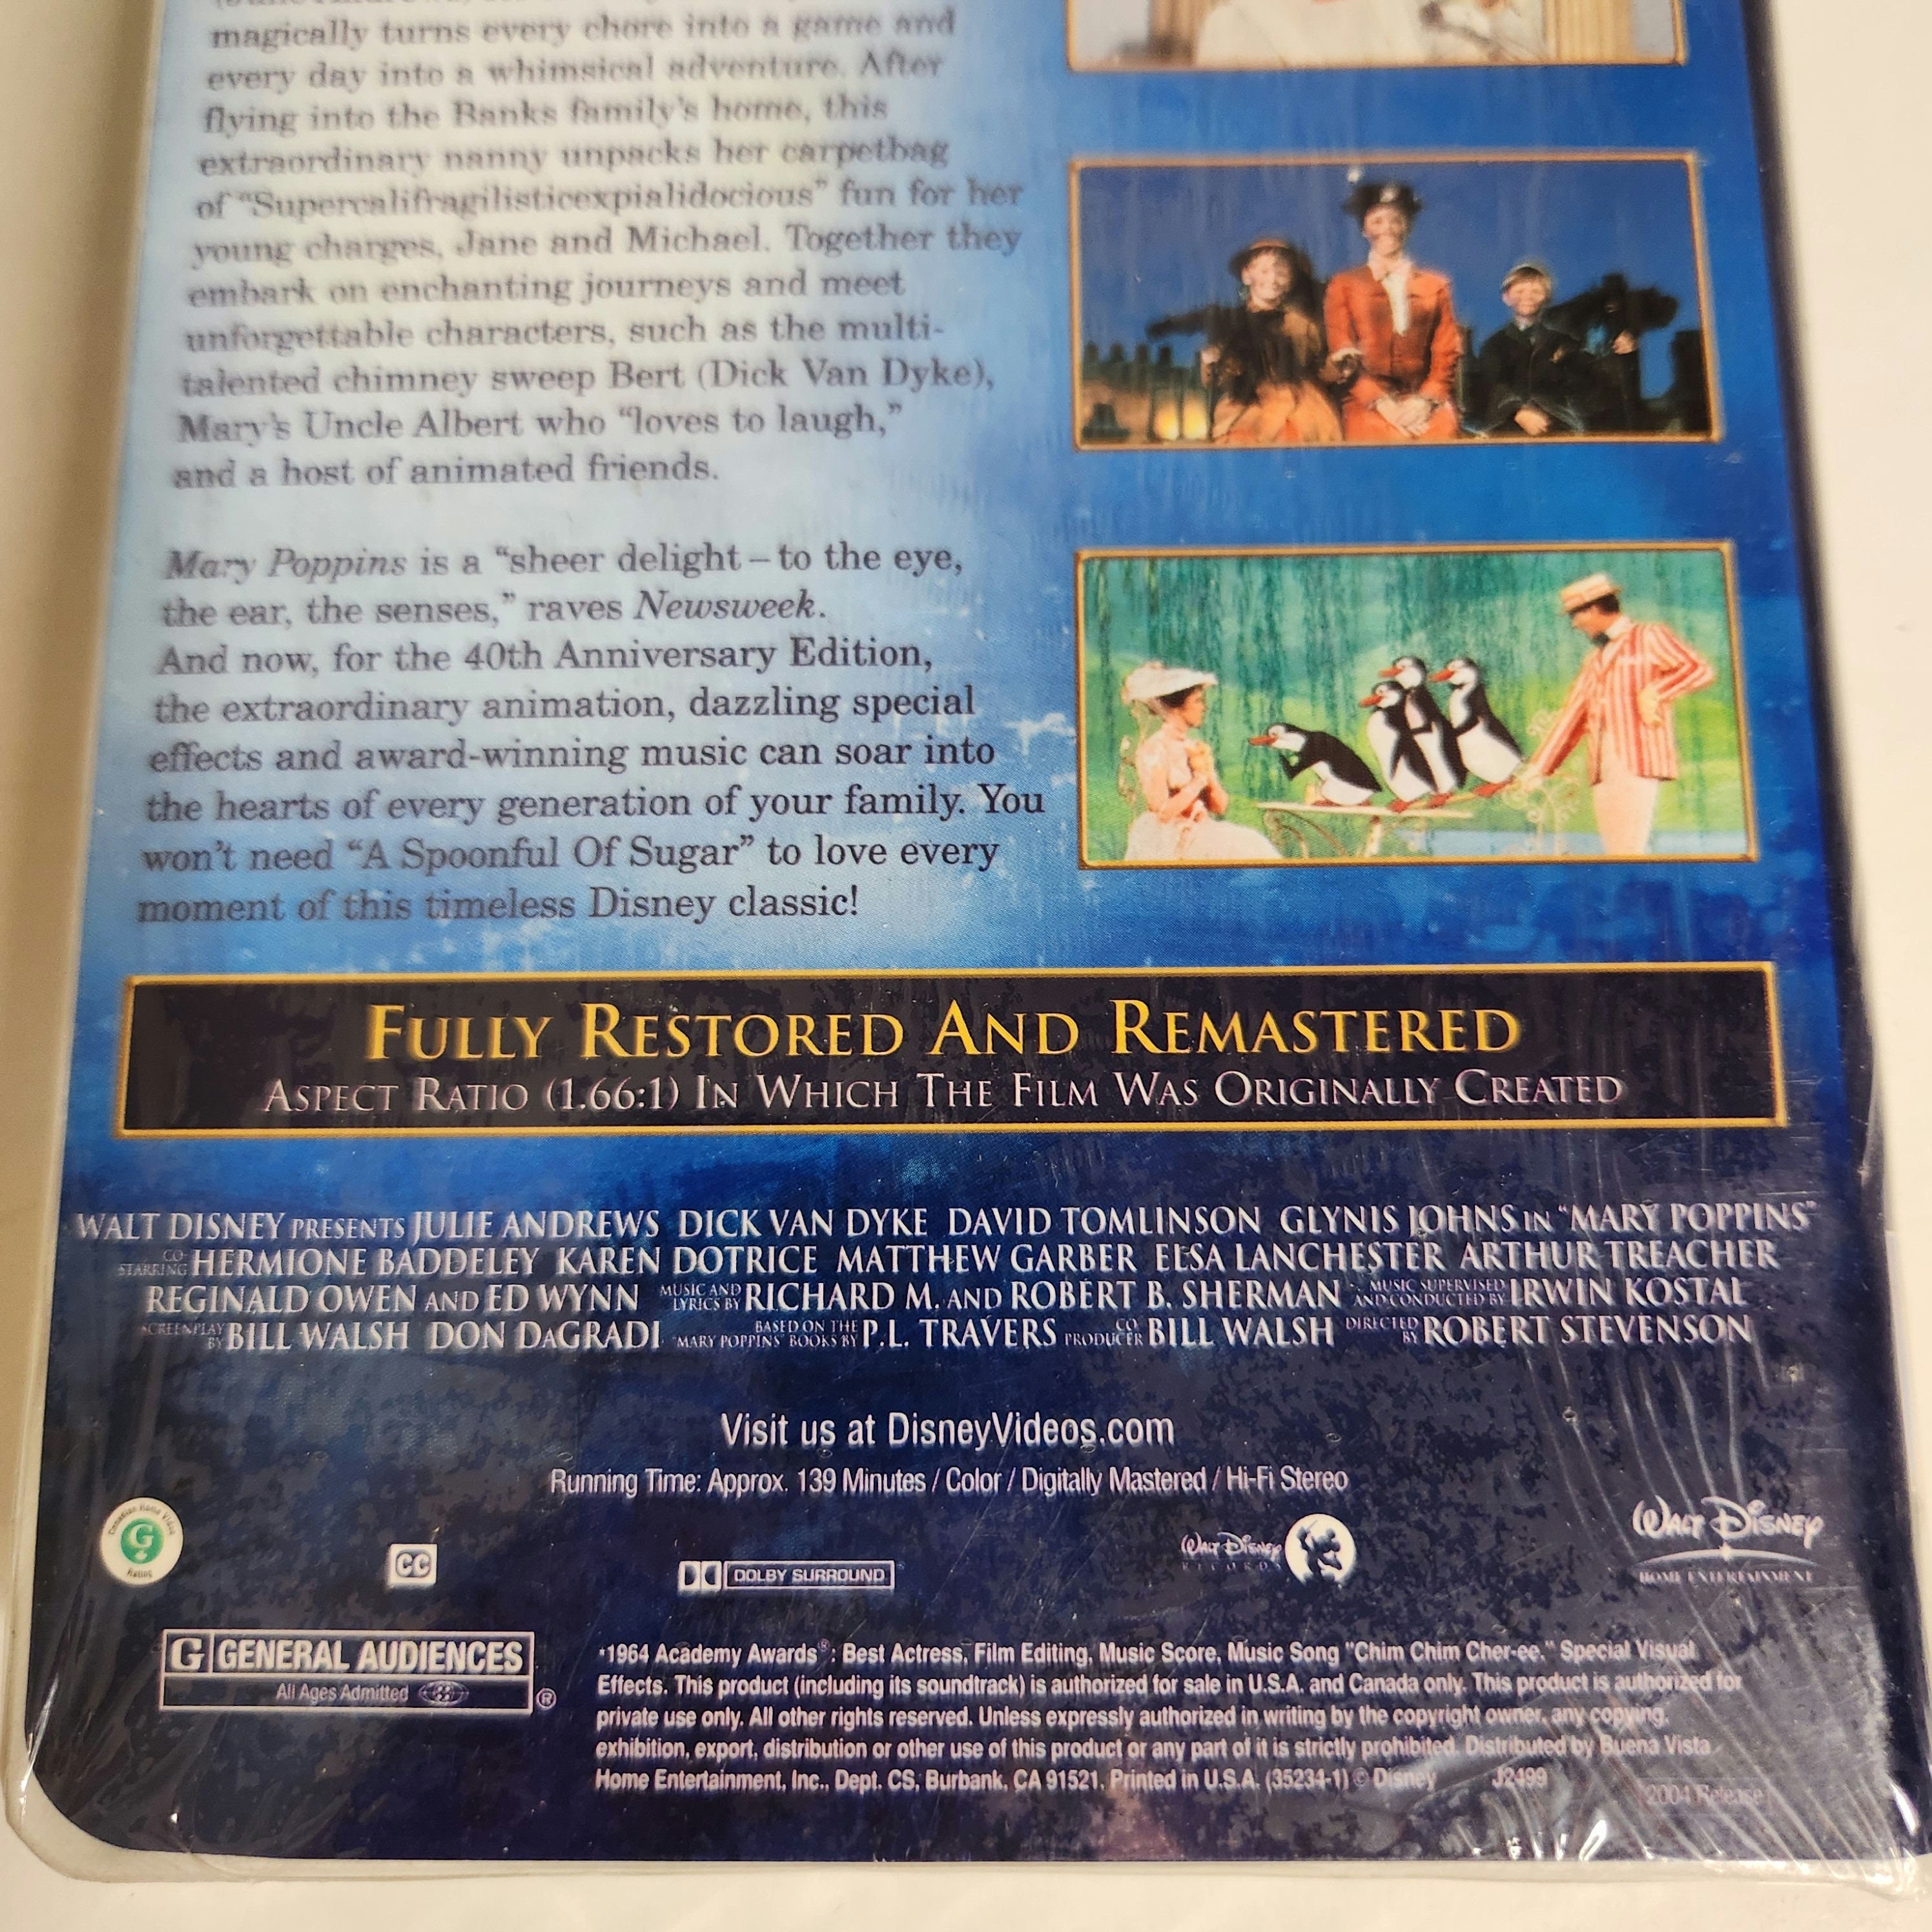 magically turns every chore into a game and
every day into a whimsical adventure. After
flying into the Banks family's home, this
extraordinary nanny unpacks her carpetbag
of "Supercalifragilisticexpialidocious" fun for her
young charges, Jane and Michael. Together they
embark on enchanting journeys and meet
unforgettable characters, such as the multi-
talented chimney sweep Bert (Dick Van Dyke),
Mary's Uncle Albert who "loves to laugh,"
and a host of animated friends.
Mary Poppins is a "sheer delight – to the eye,
the ear, the senses," raves Newsweek.
And now, for the 40th Anniversary Edition,
the extraordinary animation, dazzling special
effects and award-winning music can soar into
the hearts of every generation of your family. You
won't need "A Spoonful Of Sugar" to love every
moment of this timeless Disney classic!
FULLY RESTORED AND REMASTERED
ASPECT RATIO (1.66:1) IN WHICH THE FILM WAS ORIGINALLY CREATED
WALT DISNEY PRESENTS JULIE ANDREWS DICK VAN DYKE DAVID TOMLINSON GLYNIS JOHNS IN "MARY POPPINS"
CO-STARRING HERMIONE BADDELEY KAREN DOTRICE MATTHEW GARBER ELSA LANCHESTER ARTHUR TREACHER
REGINALD OWEN AND ED WYNN MUSIC AND LYRICS BY RICHARD M. AND ROBERT B. SHERMAN MUSIC SUPERVISED AND CONDUCTED BY IRWIN KOSTAL
SCREENPLAY BY BILL WALSH DON DAGRADI BASED ON THE "MARY POPPINS" BOOKS BY P.L. TRAVERS CO PRODUCER BILL WALSH DIRECTED BY ROBERT STEVENSON
Visit us at DisneyVideos.com
Running Time: Approx. 139 Minutes / Color / Digitally Mastered / Hi-Fi Stereo
Canadian Home Video
G
Rating
CC
DOLBY SURROUND
WALT DISNEY
RECORDS
WALT DISNEY
HOME ENTERTAINMENT
G GENERAL AUDIENCES
All Ages Admitted ®
*1964 Academy Awards®: Best Actress, Film Editing, Music Score, Music Song "Chim Chim Cher-ee," Special Visual
Effects. This product (including its soundtrack) is authorized for sale in U.S.A. and Canada only. This product is authorized for
private use only. All other rights reserved. Unless expressly authorized in writing by the copyright owner, any copying,
exhibition, export, distribution or other use of this product or any part of it is strictly prohibited. Distributed by Buena Vista
Home Entertainment, Inc., Dept. CS, Burbank, CA 91521. Printed in U.S.A. (35234-1) © Disney J2499
2004 Release